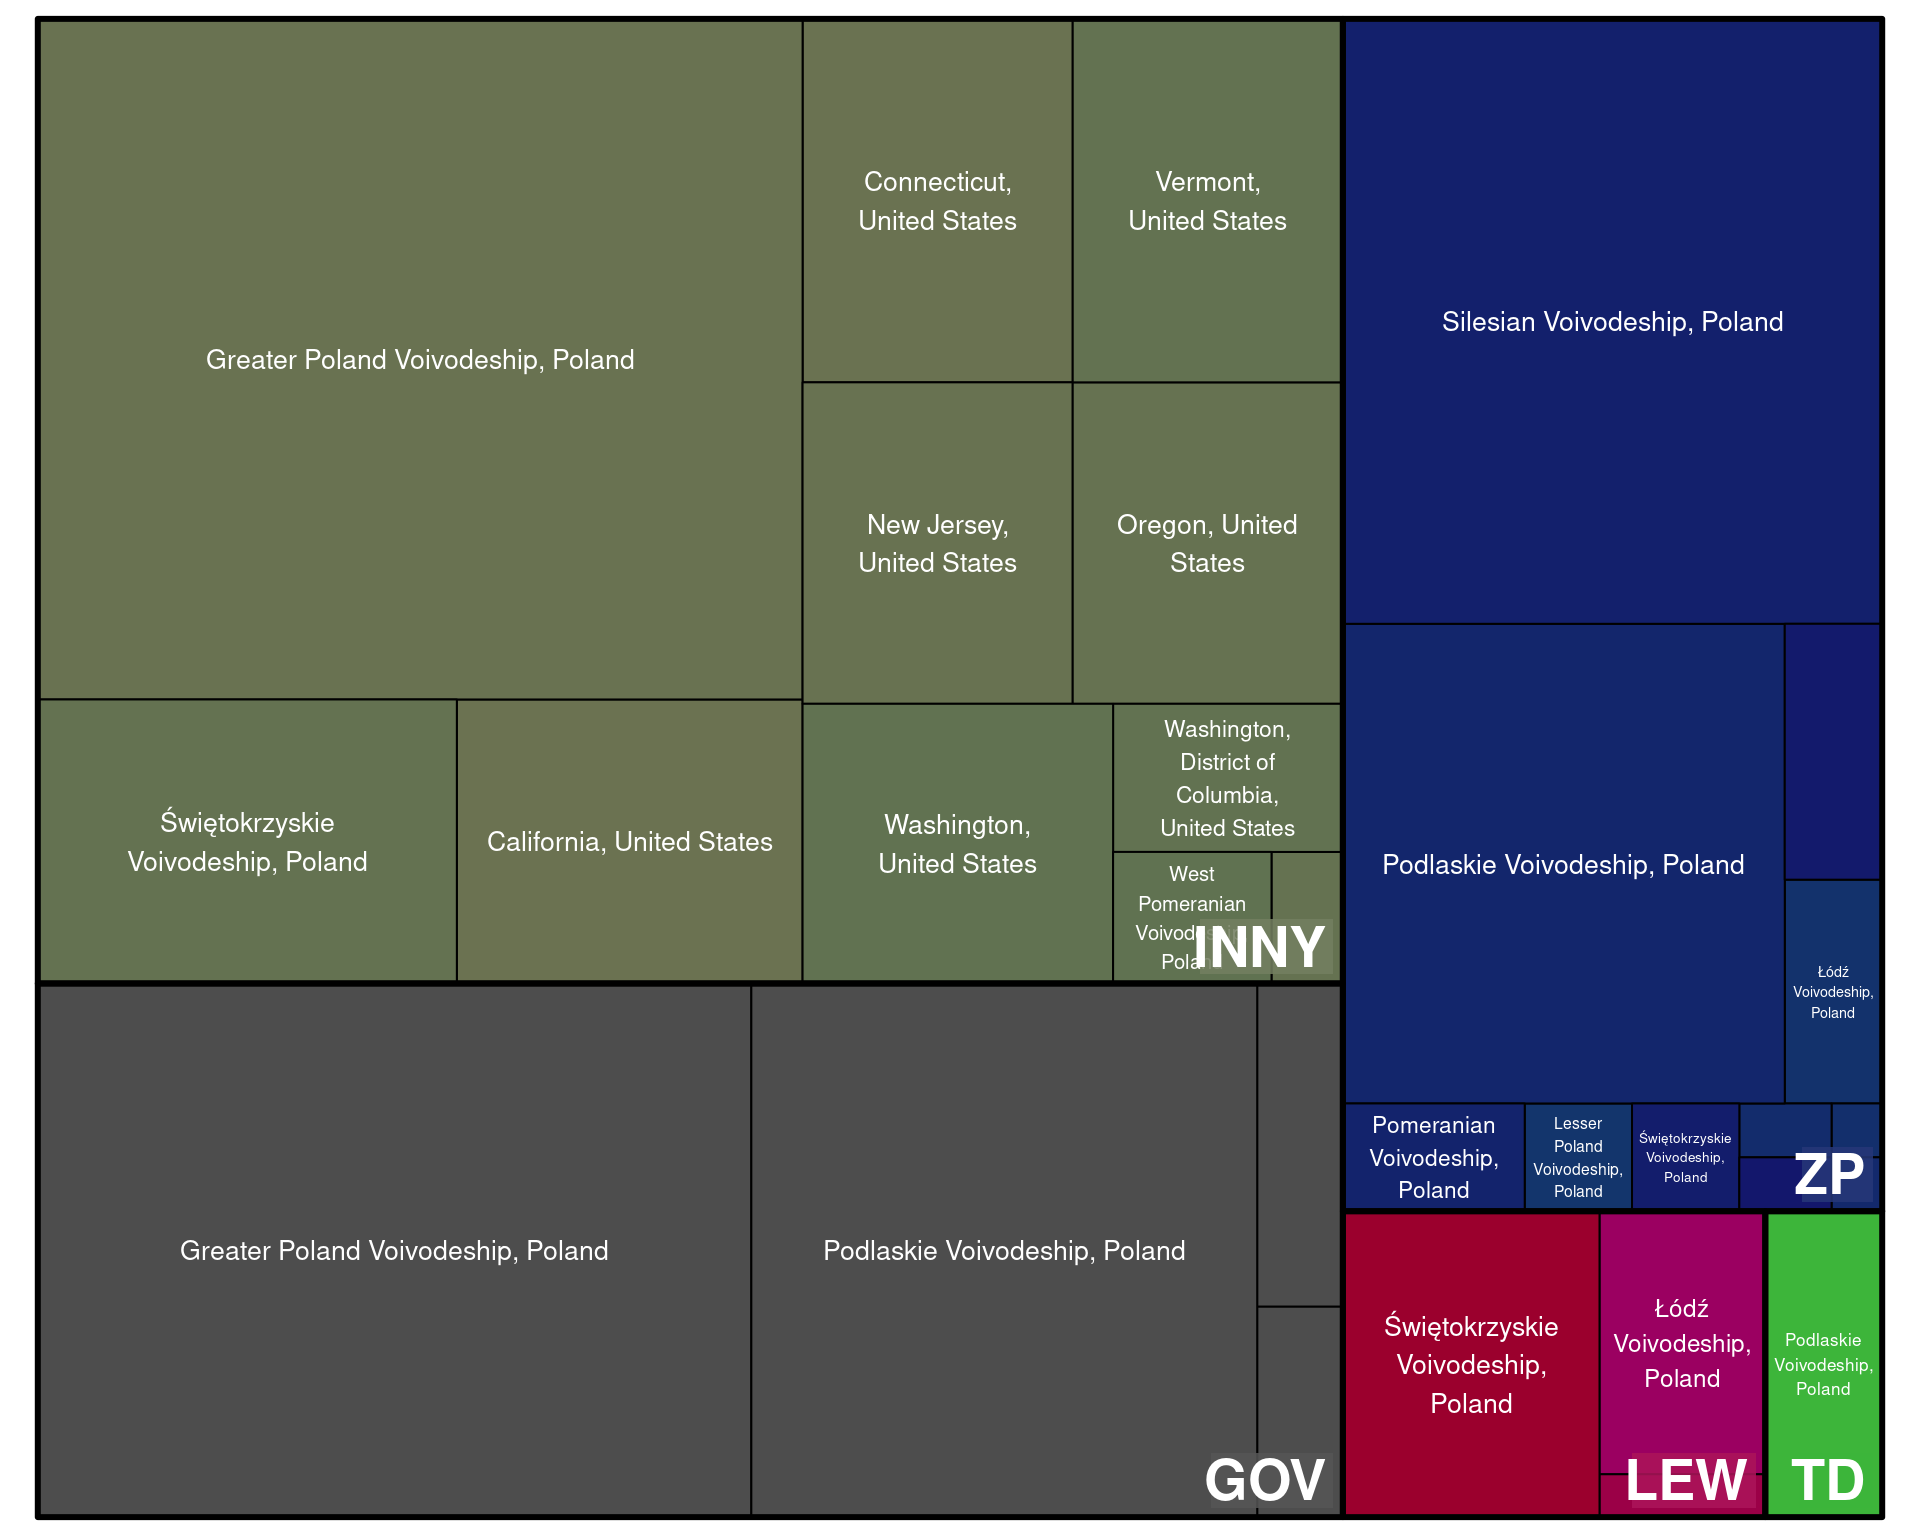 Greater Poland Voivodeship, Poland
Connecticut,
United States
Vermont,
United States
New Jersey,
United States
Oregon, United
States
Świętokrzyskie
Voivodeship, Poland
California, United States
Washington,
United States
Washington,
District of
Columbia,
United States
West
Pomeranian
INNY
Greater Poland Voivodeship, Poland
Podlaskie Voivodeship, Poland
GOV
Silesian Voivodeship, Poland
Podlaskie Voivodeship, Poland
Łódź
Voivodeship,
Poland
Pomeranian
Voivodeship,
Poland
Lesser
Poland
Voivodeship,
Poland
Świętokrzyskie
Voivodeship,
Poland
ZP
Świętokrzyskie
Voivodeship,
Poland
Łódź
Voivodeship,
Poland
LEW
Podlaskie
Voivodeship,
Poland
TD